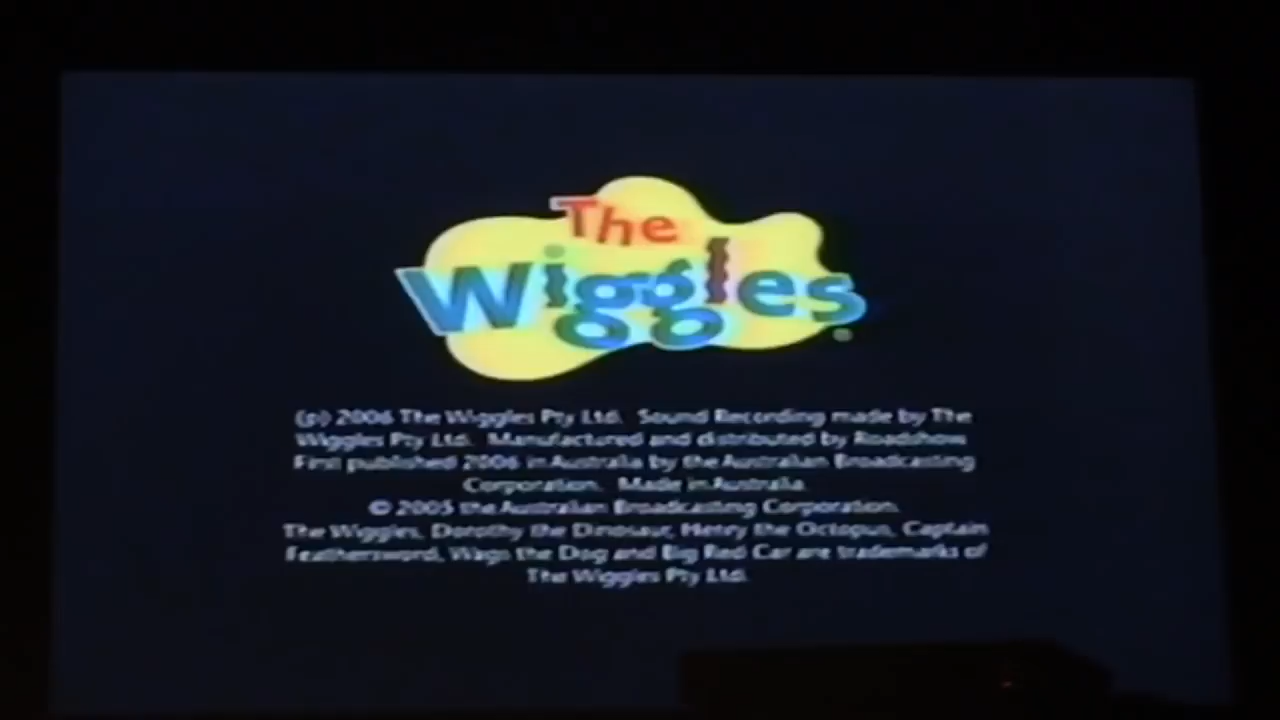 The
Wiggles
(p) 2006 The Wiggles Pty Ltd. Sound Recording made by The
Wiggles Pty Ltd. Manufactured and distributed by Roadshow
First published 2006 in Australia by the Australian Broadcasting
Corporation. Made in Australia.
© 2005 the Australian Broadcasting Corporation.
The Wiggles, Dorothy the Dinosaur, Henry the Octopus, Captain
Feathersword, Wags the Dog and Big Red Car are trademarks of
The Wiggles Pty Ltd.